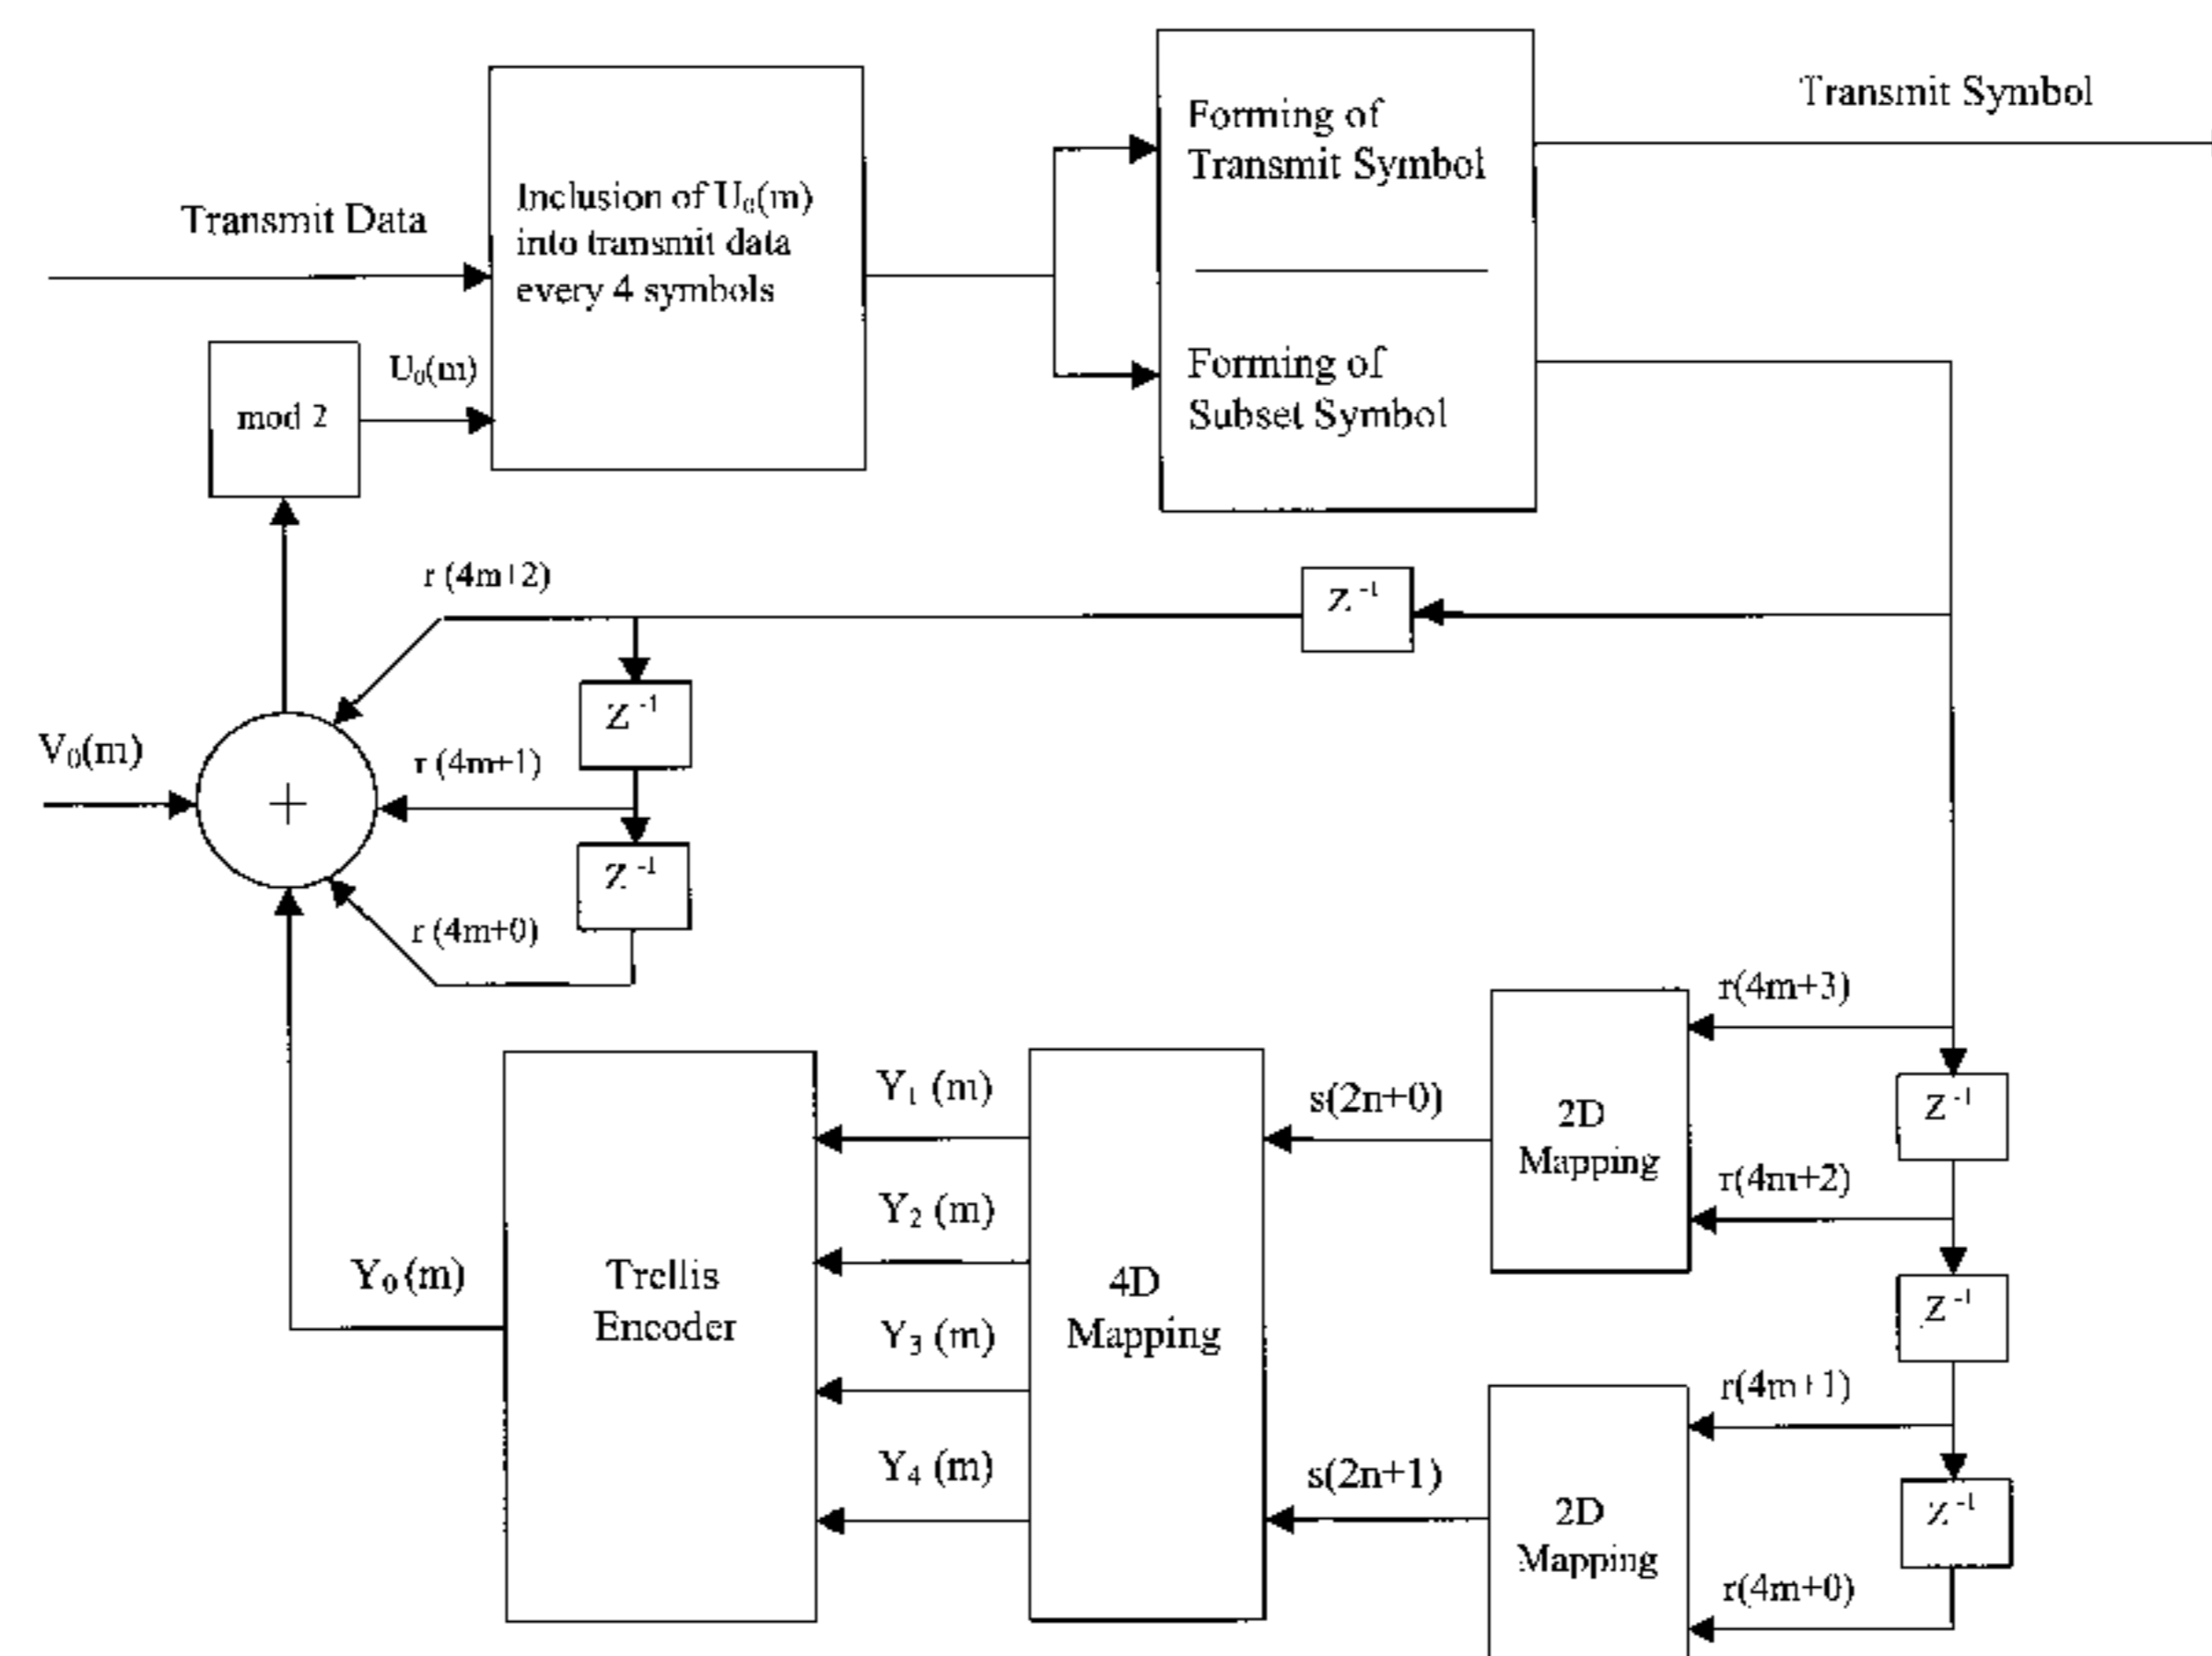 Transmit Symbol
Forming of
Transmit Symbol
Transmit Data
Inclusion of U₀(m)
into transmit data
every 4 symbols
Forming of
Subset Symbol
U₀(m)
mod 2
r (4m+2)
Z⁻¹
Z⁻¹
V₀(m)
r (4m+1)
+
Z⁻¹
r (4m+0)
r(4m+3)
Y₁ (m)
s(2n+0)
2D
Mapping
Z⁻¹
r(4m+2)
Y₂ (m)
Y₀ (m)
Trellis
Encoder
4D
Mapping
Z⁻¹
Y₃ (m)
r(4m+1)
Y₄ (m)
s(2n+1)
2D
Mapping
Z⁻¹
r(4m+0)